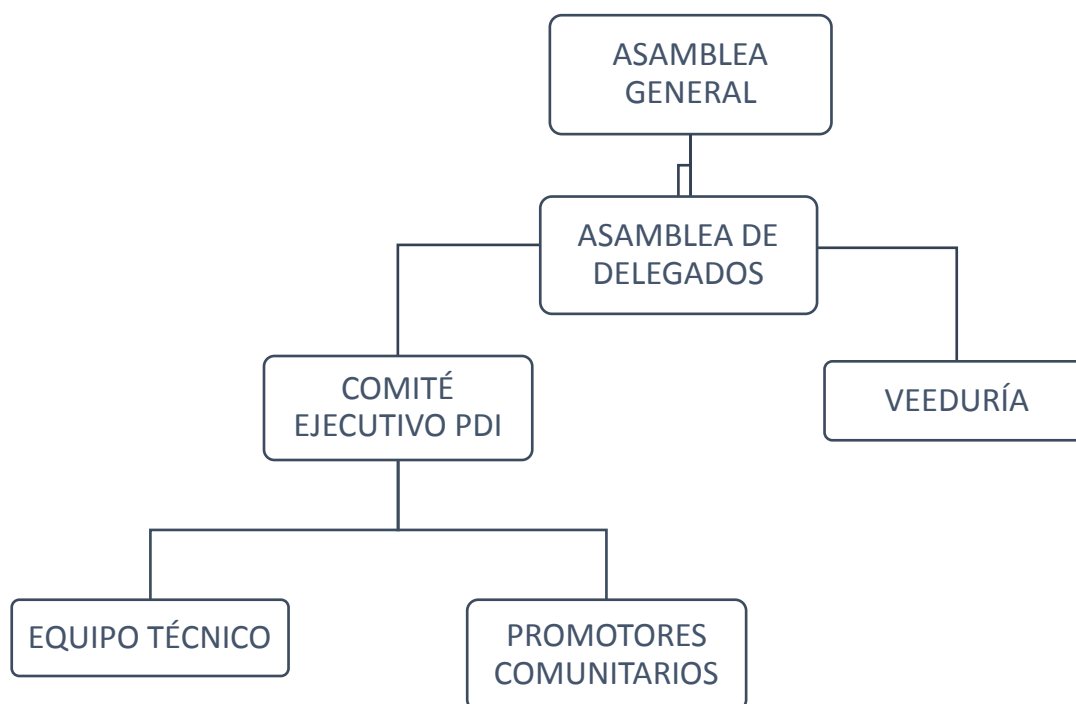 ASAMBLEA
GENERAL
ASAMBLEA DE
DELEGADOS
COMITÉ
EJECUTIVO PDI
VEEDURÍA
EQUIPO TÉCNICO
PROMOTORES
COMUNITARIOS